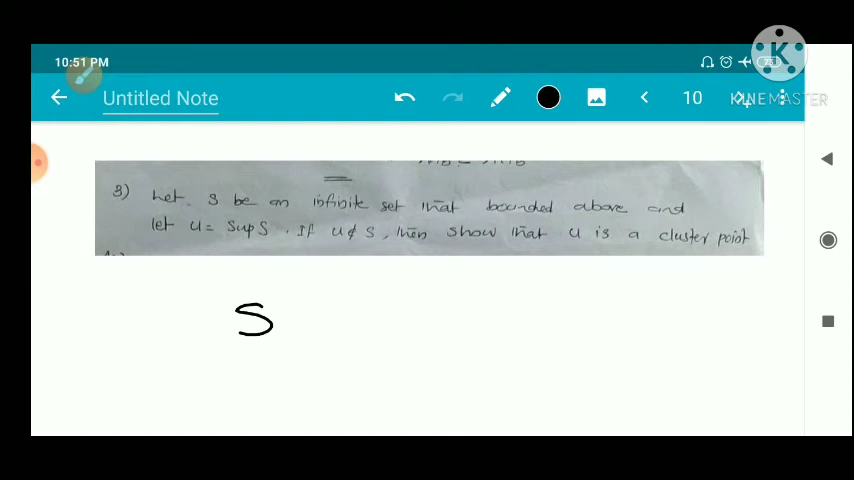 10:51 PM
73
K
KINEMASTER
Untitled Note
10
3) Let S be an infinite set that bounded above and
let u = Sup S . If u ∉ S , then show that u is a cluster point
S